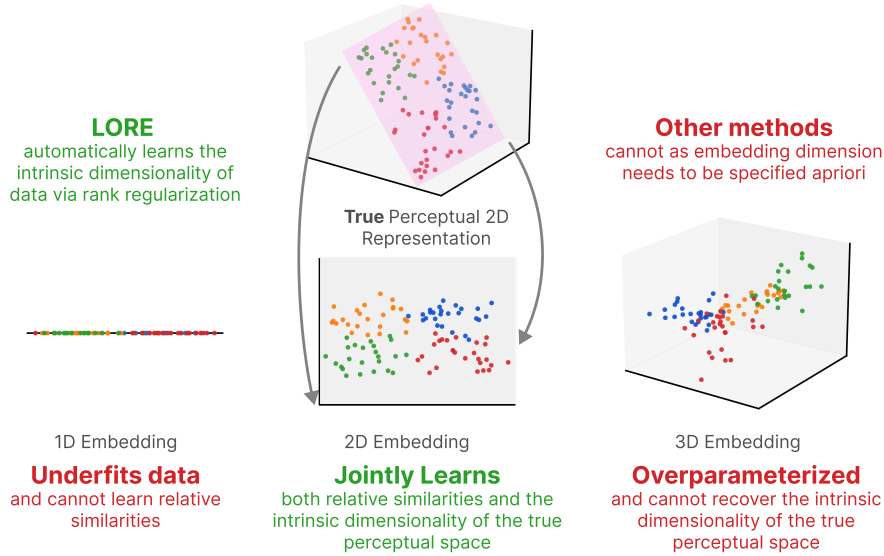 LORE
automatically learns the
intrinsic dimensionality of
data via rank regularization
Other methods
cannot as embedding dimension
needs to be specified apriori
True Perceptual 2D
Representation
1D Embedding
Underfits data
and cannot learn relative
similarities
2D Embedding
Jointly Learns
both relative similarities and the
intrinsic dimensionality of the true
perceptual space
3D Embedding
Overparameterized
and cannot recover the intrinsic
dimensionality of the true
perceptual space